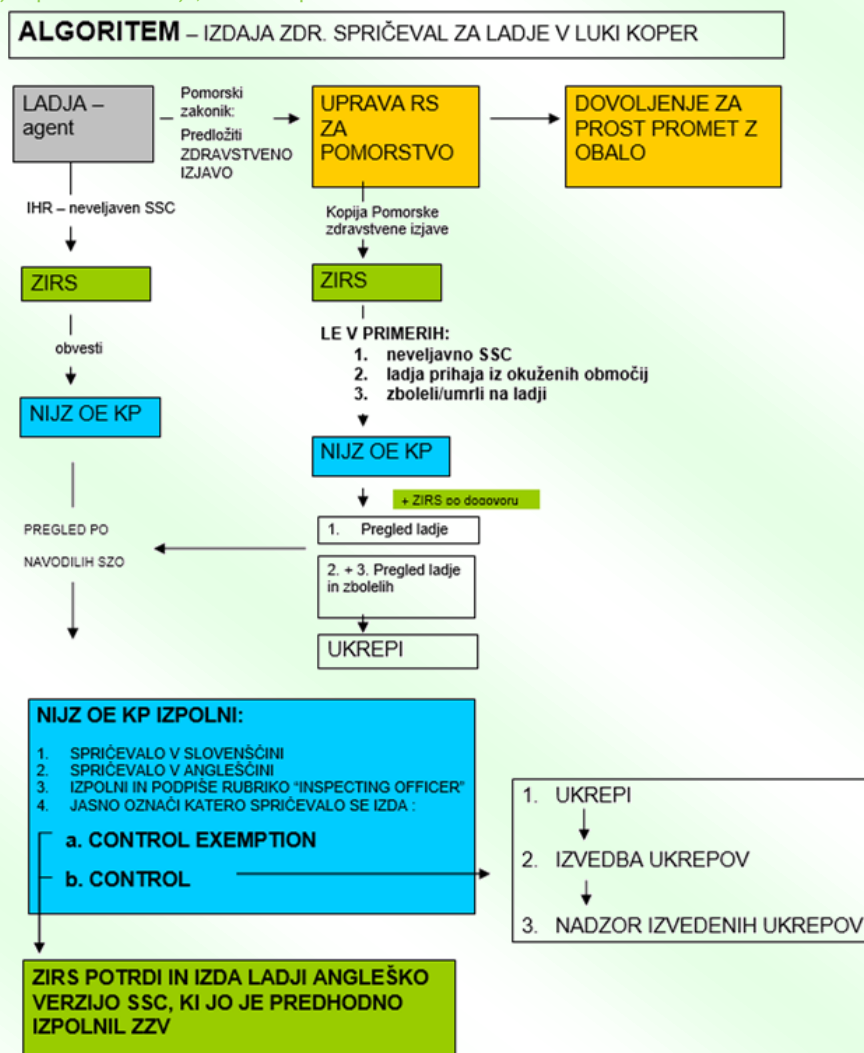 ALGORITEM – IZDAJA ZDR. SPRIČEVAL ZA LADJE V LUKI KOPER
LADJA –
agent
Pomorski
zakonik:
Predložiti
ZDRAVSTVENO
IZJAVO
UPRAVA RS
ZA
POMORSTVO
DOVOLJENJE ZA
PROST PROMET Z
OBALO
IHR – neveljaven SSC
Kopija Pomorske
zdravstvene izjave
ZIRS
ZIRS
obvesti
LE V PRIMERIH:
1. neveljavno SSC
2. ladja prihaja iz okuženih območij
3. zboleli/umrli na ladji
NIJZ OE KP
NIJZ OE KP
+ ZIRS po dogovoru
PREGLED PO
NAVODILIH SZO
1. Pregled ladje
2. + 3. Pregled ladje
in zbolelih
UKREPI
NIJZ OE KP IZPOLNI:
1. SPRIČEVALO V SLOVENŠČINI
2. SPRIČEVALO V ANGLEŠČINI
3. IZPOLNI IN PODPIŠE RUBRIKO “INSPECTING OFFICER”
4. JASNO OZNAČI KATERO SPRIČEVALO SE IZDA :
a. CONTROL EXEMPTION
b. CONTROL
1. UKREPI
2. IZVEDBA UKREPOV
3. NADZOR IZVEDENIH UKREPOV
ZIRS POTRDI IN IZDA LADJI ANGLEŠKO
VERZIJO SSC, KI JO JE PREDHODNO
IZPOLNIL ZZV